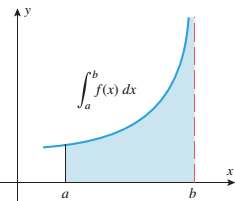 y
∫_a^b f(x) dx
x
a b